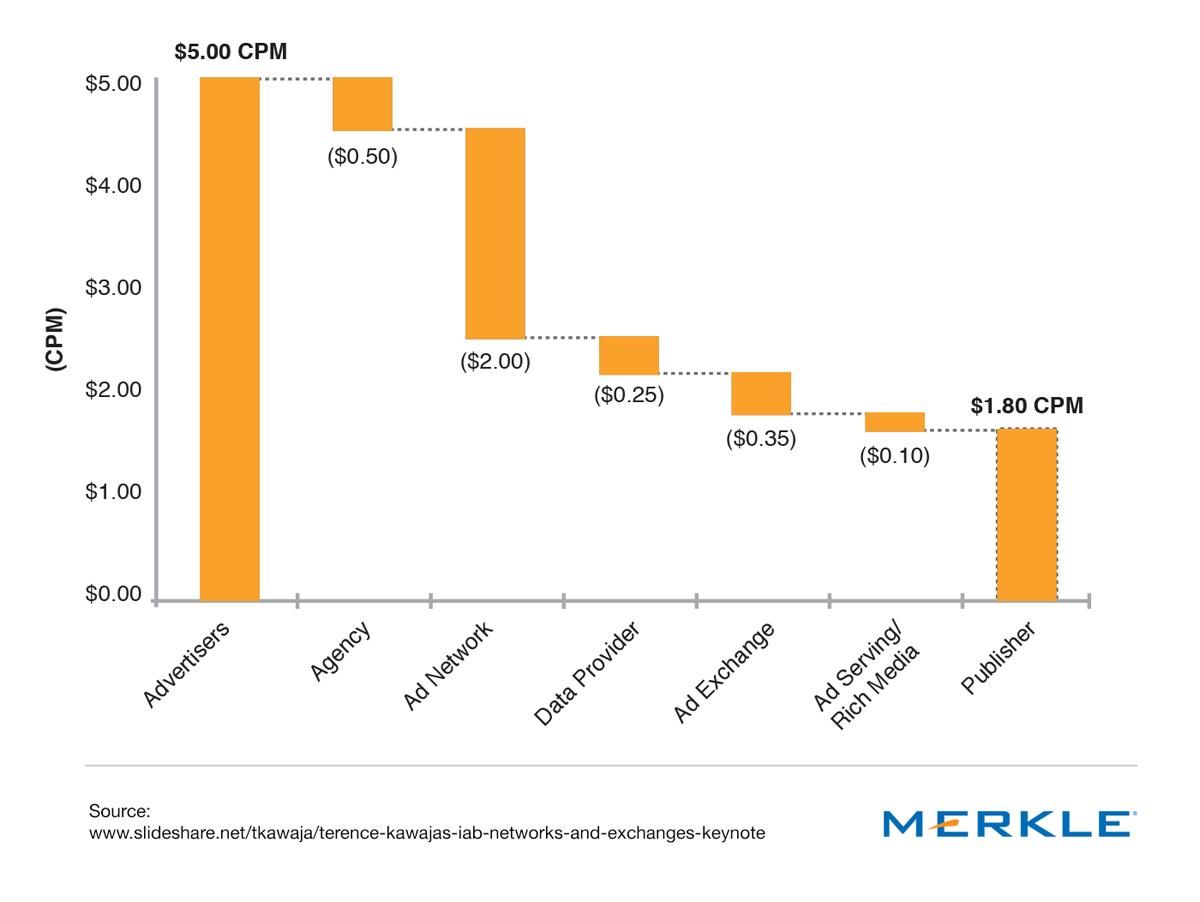 $5.00 CPM
$5.00
($0.50)
$4.00
$3.00
(CPM)
($2.00)
$2.00
($0.25)
$1.80 CPM
($0.35)
($0.10)
$1.00
$0.00
Advertisers
Agency
Ad Network
Data Provider
Ad Exchange
Ad Serving/
Rich Media
Publisher
Source:
www.slideshare.net/tkawaja/terence-kawajas-iab-networks-and-exchanges-keynote
MERKLE